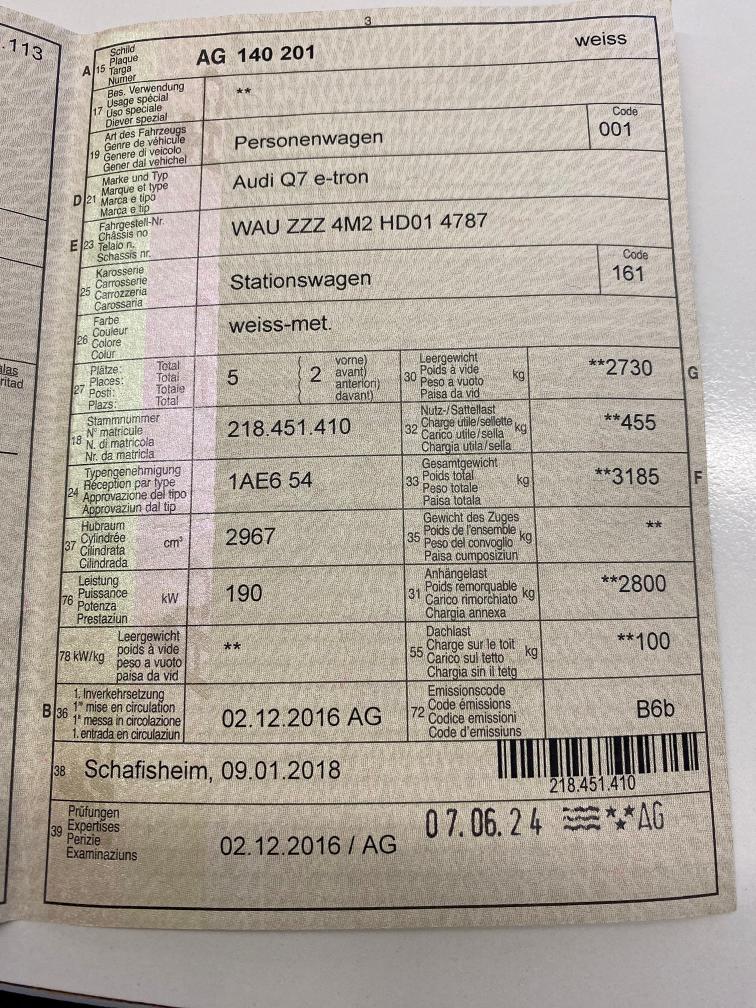 .113
3
A 15 Schild
Plaque
Targa
Numer
AG 140 201
weiss
17 Bes. Verwendung
Usage spécial
Uso speciale
Diever spezial
**
19 Art des Fahrzeugs
Genre de véhicule
Genere di veicolo
Gener dal vehichel
Personenwagen
Code
001
D 21 Marke und Typ
Marque et type
Marca e tipo
Marca e tip
Audi Q7 e-tron
E 23 Fahrgestell-Nr.
Châssis no
Telaio n.
Schassis nr.
WAU ZZZ 4M2 HD01 4787
25 Karosserie
Carrosserie
Carrozzeria
Carossaria
Stationswagen
Code
161
26 Farbe
Couleur
Colore
Colur
weiss-met.
27 Plätze: Total
Places: Total
Posti: Totale
Plazs: Total
5
2
vorne)
avant)
anteriori)
davant)
30 Leergewicht
Poids à vide
Peso a vuoto
Paisa da vid
kg
**2730
G
18 Stammnummer
N° matricule
N. di matricola
Nr. da matricla
218.451.410
32 Nutz-/Sattellast
Charge utile/sellette
Carico utile/sella
Chargia utila/sella
kg
**455
24 Typengenehmigung
Réception par type
Approvazione del tipo
Approvaziun dal tip
1AE6 54
33 Gesamtgewicht
Poids total
Peso totale
Paisa totala
kg
**3185
F
37 Hubraum
Cylindrée
Cilindrata
Cilindrada
cm³
2967
35 Gewicht des Zuges
Poids de l'ensemble
Peso del convoglio
Paisa cumposiziun
kg
**
76 Leistung
Puissance
Potenza
Prestaziun
kW
190
31 Anhängelast
Poids remorquable
Carico rimorchiato
Chargia annexa
kg
**2800
78 kW/kg
Leergewicht
poids à vide
peso a vuoto
paisa da vid
**
55 Dachlast
Charge sur le toit
Carico sul tetto
Chargia sin il tetg
kg
**100
B 36 1. Inverkehrsetzung
1re mise en circulation
1a messa in circolazione
1. entrada en circulaziun
02.12.2016 AG
72 Emissionscode
Code émissions
Codice emissioni
Code d'emissiuns
B6b
38 Schafisheim, 09.01.2018
218.451.410
39 Prüfungen
Expertises
Perizie
Examinaziuns
02.12.2016 / AG
07.06.24 AG